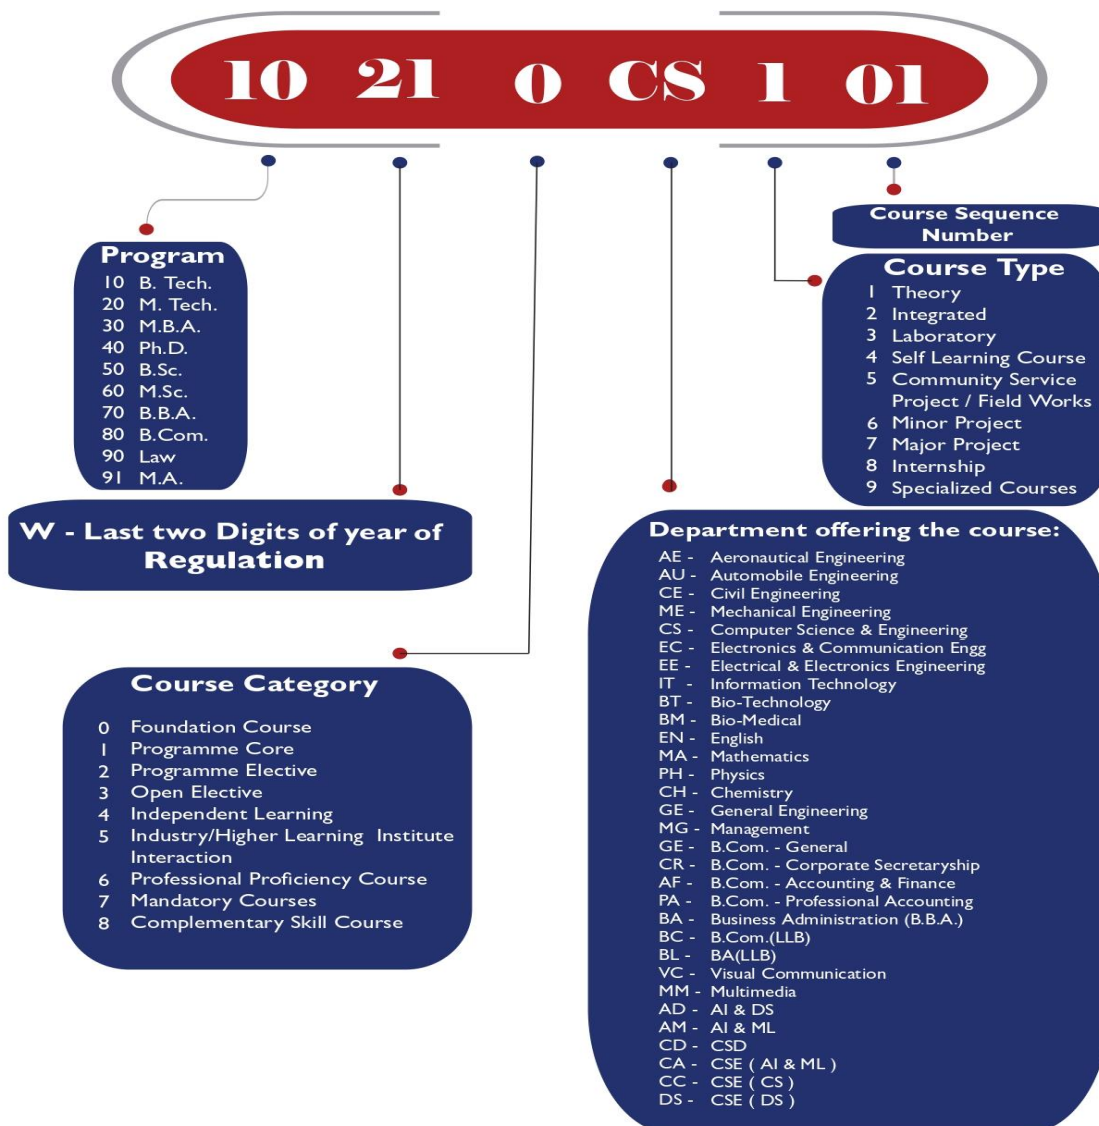 10 21 0 CS 1 01
Course Sequence
Number
Program
10 B. Tech.
20 M. Tech.
30 M.B.A.
40 Ph.D.
50 B.Sc.
60 M.Sc.
70 B.B.A.
80 B.Com.
90 Law
91 M.A.
Course Type
1 Theory
2 Integrated
3 Laboratory
4 Self Learning Course
5 Community Service
Project / Field Works
6 Minor Project
7 Major Project
8 Internship
9 Specialized Courses
W - Last two Digits of year of
Regulation
Course Category
0 Foundation Course
1 Programme Core
2 Programme Elective
3 Open Elective
4 Independent Learning
5 Industry/Higher Learning Institute
Interaction
6 Professional Proficiency Course
7 Mandatory Courses
8 Complementary Skill Course
Department offering the course:
AE - Aeronautical Engineering
AU - Automobile Engineering
CE - Civil Engineering
ME - Mechanical Engineering
CS - Computer Science & Engineering
EC - Electronics & Communication Engg
EE - Electrical & Electronics Engineering
IT - Information Technology
BT - Bio-Technology
BM - Bio-Medical
EN - English
MA - Mathematics
PH - Physics
CH - Chemistry
GE - General Engineering
MG - Management
GE - B.Com. - General
CR - B.Com. - Corporate Secretaryship
AF - B.Com. - Accounting & Finance
PA - B.Com. - Professional Accounting
BA - Business Administration (B.B.A.)
BC - B.Com.(LLB)
BL - BA(LLB)
VC - Visual Communication
MM - Multimedia
AD - AI & DS
AM - AI & ML
CD - CSD
CA - CSE ( AI & ML )
CC - CSE ( CS )
DS - CSE ( DS )